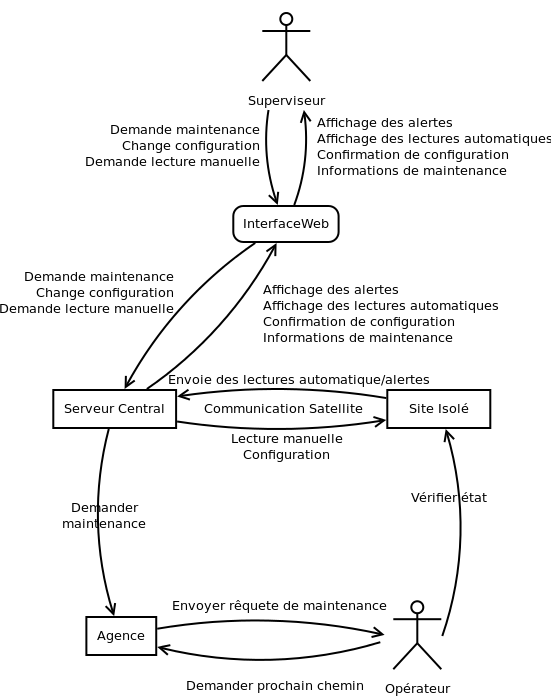 Superviseur
Demande maintenance
Change configuration
Demande lecture manuelle
Affichage des alertes
Affichage des lectures automatiques
Confirmation de configuration
Informations de maintenance
InterfaceWeb
Demande maintenance
Change configuration
Demande lecture manuelle
Affichage des alertes
Affichage des lectures automatiques
Confirmation de configuration
Informations de maintenance
Envoie des lectures automatique/alertes
Serveur Central
Communication Satellite
Site Isolé
Lecture manuelle
Configuration
Demander
maintenance
Vérifier état
Envoyer rêquete de maintenance
Agence
Demander prochain chemin
Opérateur